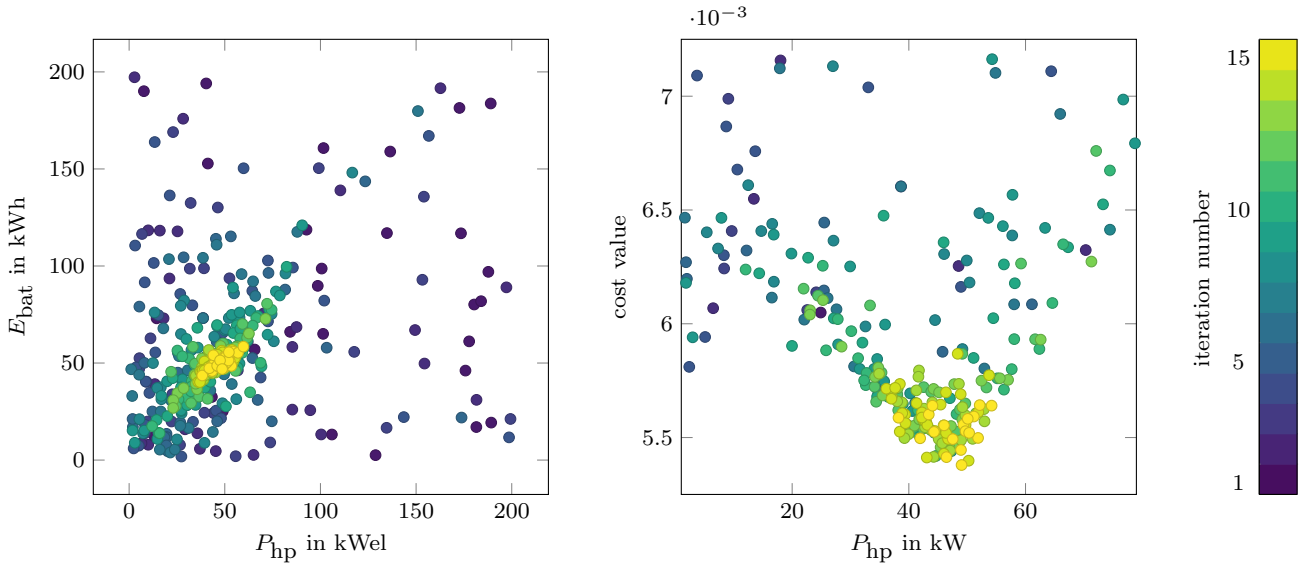 ·10⁻³
200
150
100
50
0
0 50 100 150 200
P_hp in kWel
E_bat in kWh
7
6.5
6
5.5
20 40 60
P_hp in kW
cost value
15
10
5
1
iteration number